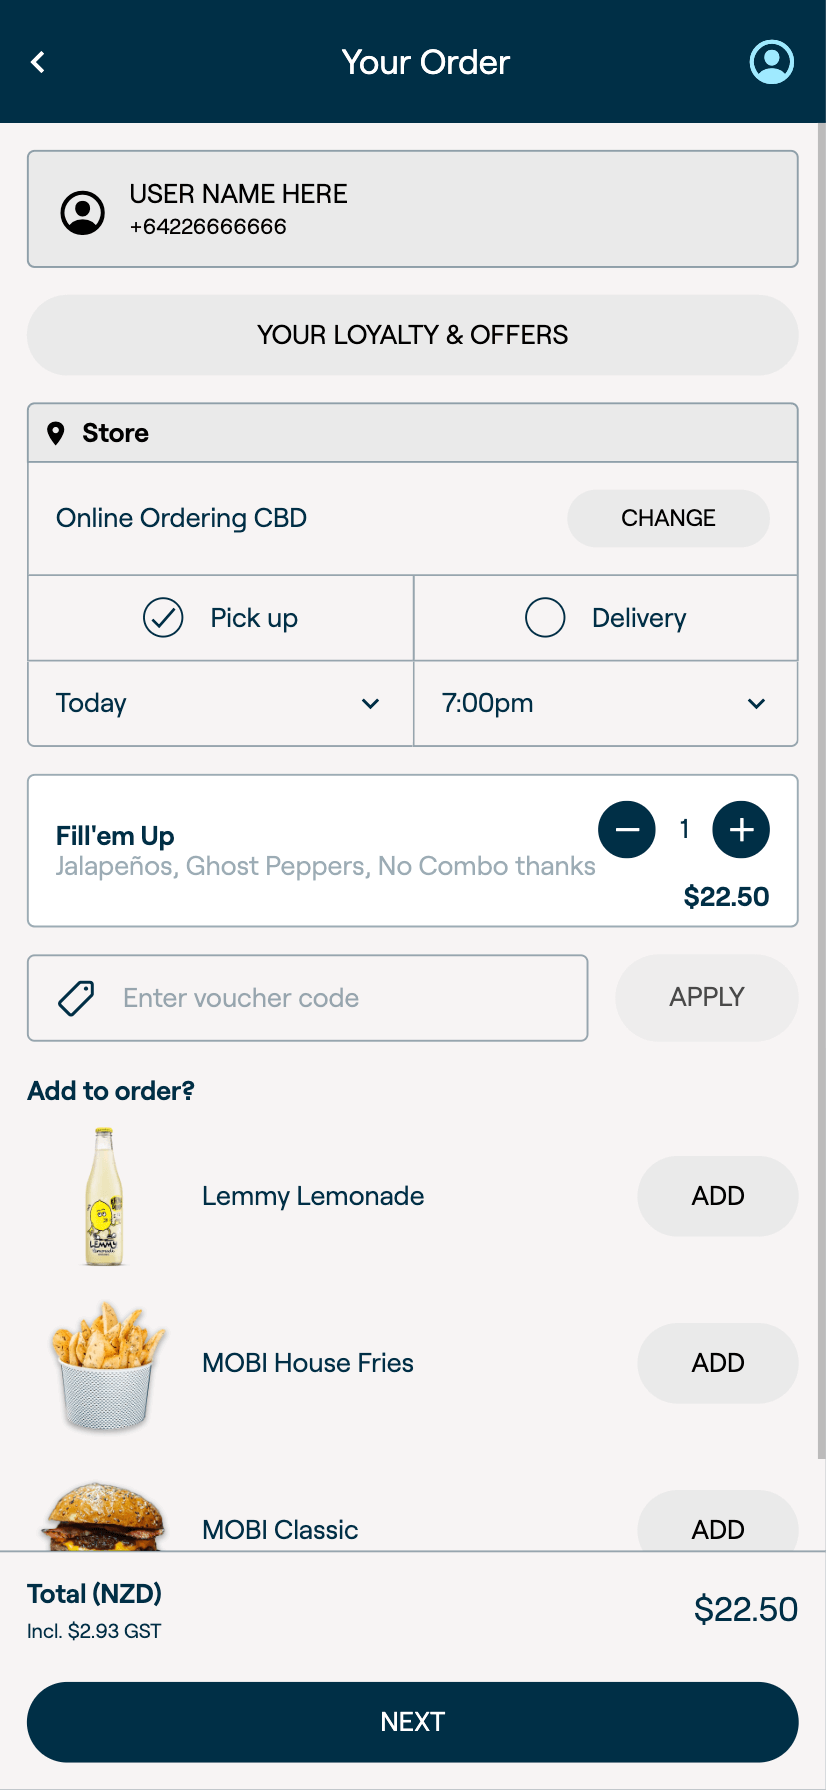 Your Order
USER NAME HERE
+64226666666
YOUR LOYALTY & OFFERS
Store
Online Ordering CBD
CHANGE
Pick up
Delivery
Today
7:00pm
Fill'em Up
1
Jalapeños, Ghost Peppers, No Combo thanks
$22.50
Enter voucher code
APPLY
Add to order?
LEMMY
Lemmy Lemonade
ADD
MOBI House Fries
ADD
MOBI Classic
ADD
Total (NZD)
$22.50
Incl. $2.93 GST
NEXT